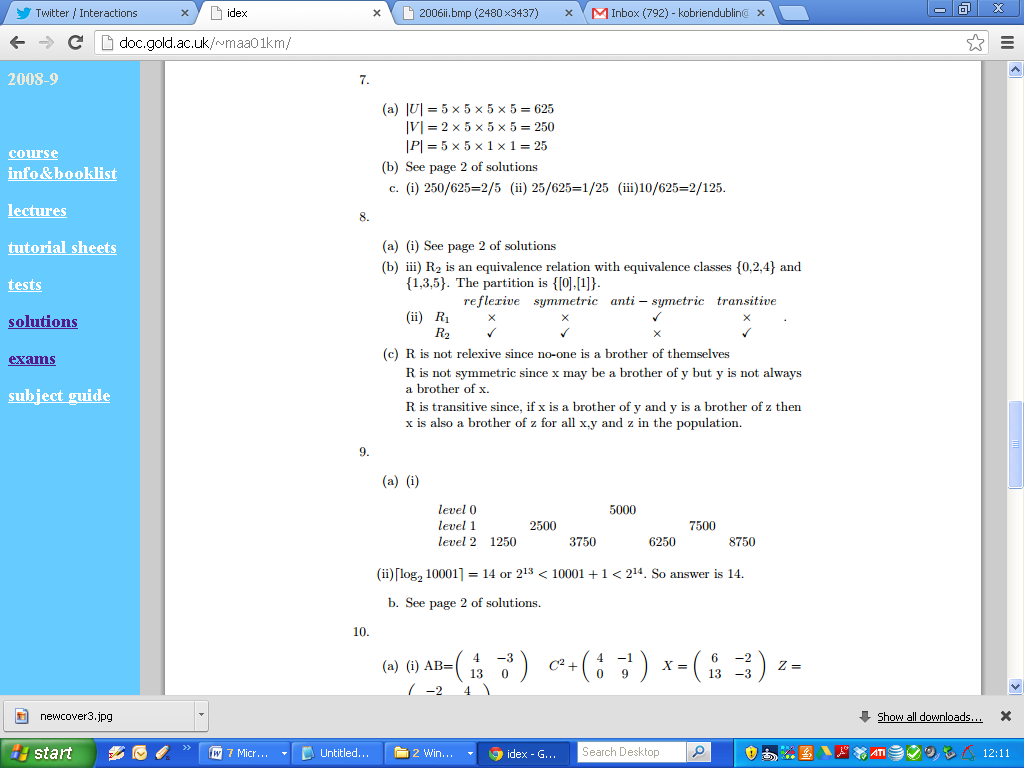 Twitter / Interactions
idex
2006ii.bmp (2480×3437)
Inbox (792) - kobriendublin@
doc.gold.ac.uk/~maa01km/
2008-9
course
info&booklist
lectures
tutorial sheets
tests
solutions
exams
subject guide
7.
(a) |U| = 5 × 5 × 5 × 5 = 625
|V| = 2 × 5 × 5 × 5 = 250
|P| = 5 × 5 × 1 × 1 = 25
(b) See page 2 of solutions
c. (i) 250/625=2/5 (ii) 25/625=1/25 (iii)10/625=2/125.
8.
(a) (i) See page 2 of solutions
(b) iii) R₂ is an equivalence relation with equivalence classes {0,2,4} and
{1,3,5}. The partition is {[0],[1]}.
reflexive symmetric anti − symetric transitive
(ii) R₁ × × ✓ × .
R₂ ✓ ✓ × ✓
(c) R is not relexive since no-one is a brother of themselves
R is not symmetric since x may be a brother of y but y is not always
a brother of x.
R is transitive since, if x is a brother of y and y is a brother of z then
x is also a brother of z for all x,y and z in the population.
9.
(a) (i)
level 0 5000
level 1 2500 7500
level 2 1250 3750 6250 8750
(ii)⌈log₂ 10001⌉ = 14 or 2¹³ < 10001 + 1 < 2¹⁴. So answer is 14.
b. See page 2 of solutions.
10.
(a) (i) AB=( 4 −3 ) C²+( 4 −1 ) X = ( 6 −2 ) Z =
13 0 0 9 13 −3
( −2 4 )
newcover3.jpg
Show all downloads...
start
7 Micr...
Untitled...
2 Win...
idex - G...
Search Desktop
12:11